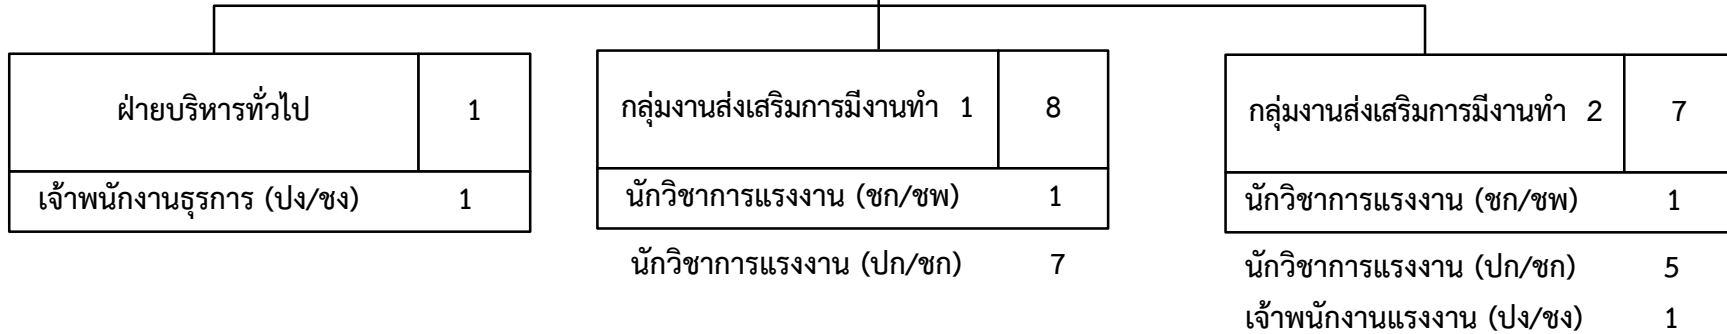 ฝ่ายบริหารทั่วไป 1
เจ้าพนักงานธุรการ (ปง/ชง) 1
กลุ่มงานส่งเสริมการมีงานทำ 1 8
นักวิชาการแรงงาน (ชก/ชพ) 1
นักวิชาการแรงงาน (ปก/ชก) 7
กลุ่มงานส่งเสริมการมีงานทำ 2 7
นักวิชาการแรงงาน (ชก/ชพ) 1
นักวิชาการแรงงาน (ปก/ชก) 5
เจ้าพนักงานแรงงาน (ปง/ชง) 1